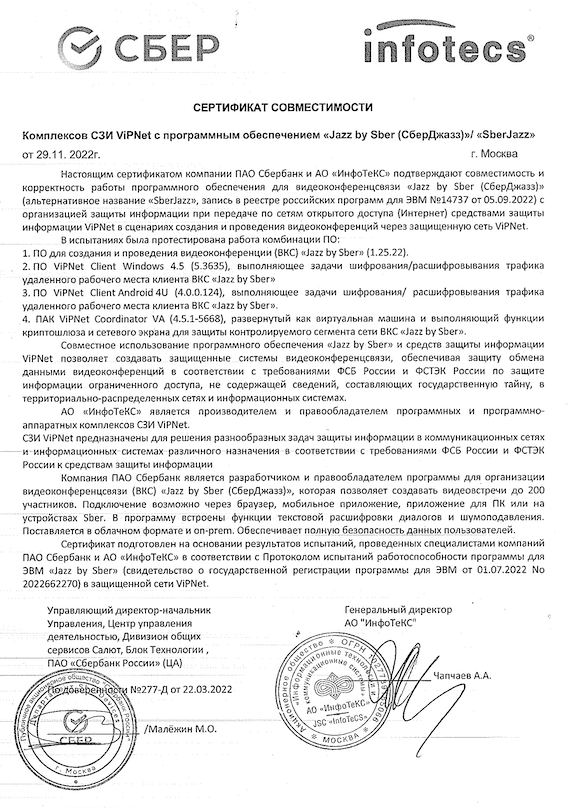 СБЕР
infotecs®
СЕРТИФИКАТ СОВМЕСТИМОСТИ
Комплексов СЗИ ViPNet с программным обеспечением «Jazz by Sber (СберДжазз)»/ «SberJazz»
от 29.11. 2022г. г. Москва
Настоящим сертификатом компании ПАО Сбербанк и АО «ИнфоТеКС» подтверждают совместимость и
корректность работы программного обеспечения для видеоконференцсвязи «Jazz by Sber (СберДжазз)»
(альтернативное название «SberJazz», запись в реестре российских программ для ЭВМ №14737 от 05.09.2022) с
организацией защиты информации при передаче по сетям открытого доступа (Интернет) средствами защиты
информации ViPNet в сценариях создания и проведения видеоконференций через защищенную сеть ViPNet.
В испытаниях была протестирована работа комбинации ПО:
1. ПО для создания и проведения видеоконференции (ВКС) «Jazz by Sber» (1.25.22).
2. ПО ViPNet Client Windows 4.5 (5.3635), выполняющее задачи шифрования/расшифровывания трафика
удаленного рабочего места клиента ВКС «Jazz by Sber»
3. ПО ViPNet Client Android 4U (4.0.0.124), выполняющее задачи шифрования/ расшифровывания трафика
удаленного рабочего места клиента ВКС «Jazz by Sber».
4. ПАК ViPNet Coordinator VA (4.5.1-5668), развернутый как виртуальная машина и выполняющий функции
криптошлюза и сетевого экрана для защиты контролируемого сегмента сети ВКС «Jazz by Sber».
Совместное использование программного обеспечения «Jazz by Sber» и средств защиты информации
ViPNet позволяет создавать защищенные системы видеоконференцсвязи, обеспечивая защиту обмена
данными видеоконференций в соответствии с требованиями ФСБ России и ФСТЭК России по защите
информации ограниченного доступа, не содержащей сведений, составляющих государственную тайну, в
территориально-распределенных сетях и информационных системах.
АО «ИнфоТеКС» является производителем и правообладателем программных и программно-
аппаратных комплексов СЗИ ViPNet.
СЗИ ViPNet предназначены для решения разнообразных задач защиты информации в коммуникационных сетях
и информационных системах различного назначения в соответствии с требованиями ФСБ России и ФСТЭК
России к средствам защиты информации
Компания ПАО Сбербанк является разработчиком и правообладателем программы для организации
видеоконференцсвязи (ВКС) «Jazz by Sber (СберДжазз)», которая позволяет создавать видеовстречи до 200
участников. Подключение возможно через браузер, мобильное приложение, приложение для ПК или на
устройствах Sber. В программу встроены функции текстовой расшифровки диалогов и шумоподавления.
Поставляется в облачном формате и on-prem. Обеспечивает полную безопасность данных пользователей.
Сертификат подготовлен на основании результатов испытаний, проведенных специалистами компаний
ПАО Сбербанк и АО «ИнфоТеКС» в соответствии с Протоколом испытаний работоспособности программы для
ЭВМ «Jazz by Sber» (свидетельство о государственной регистрации программы для ЭВМ от 01.07.2022 No
2022662270) в защищенной сети ViPNet.
Управляющий директор-начальник
Управления, Центр управления
деятельностью, Дивизион общих
сервисов Салют, Блок Технологии ,
ПАО «Сбербанк России» (ЦА)
По доверенности №277-Д от 22.03.2022
/Малёжин М.О.
СБЕР
г. Москва
Генеральный директор
АО "ИнфоТеКС"
Чапчаев А.А.
Акционерное общество
ОГРН
«Информационные технологии и
коммуникационные системы»
АО «ИнфоТеКС»
JSC «InfoTeCS»
МОСКВА